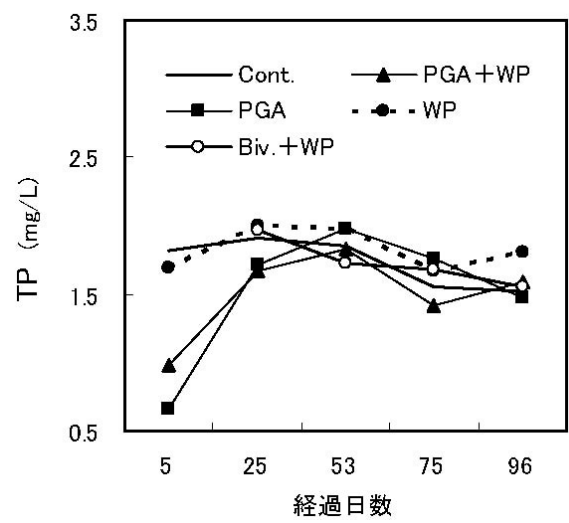 3.5
2.5
1.5
0.5
TP (mg/L)
Cont.
PGA+WP
PGA
WP
Biv.+WP
5 25 53 75 96
経過日数